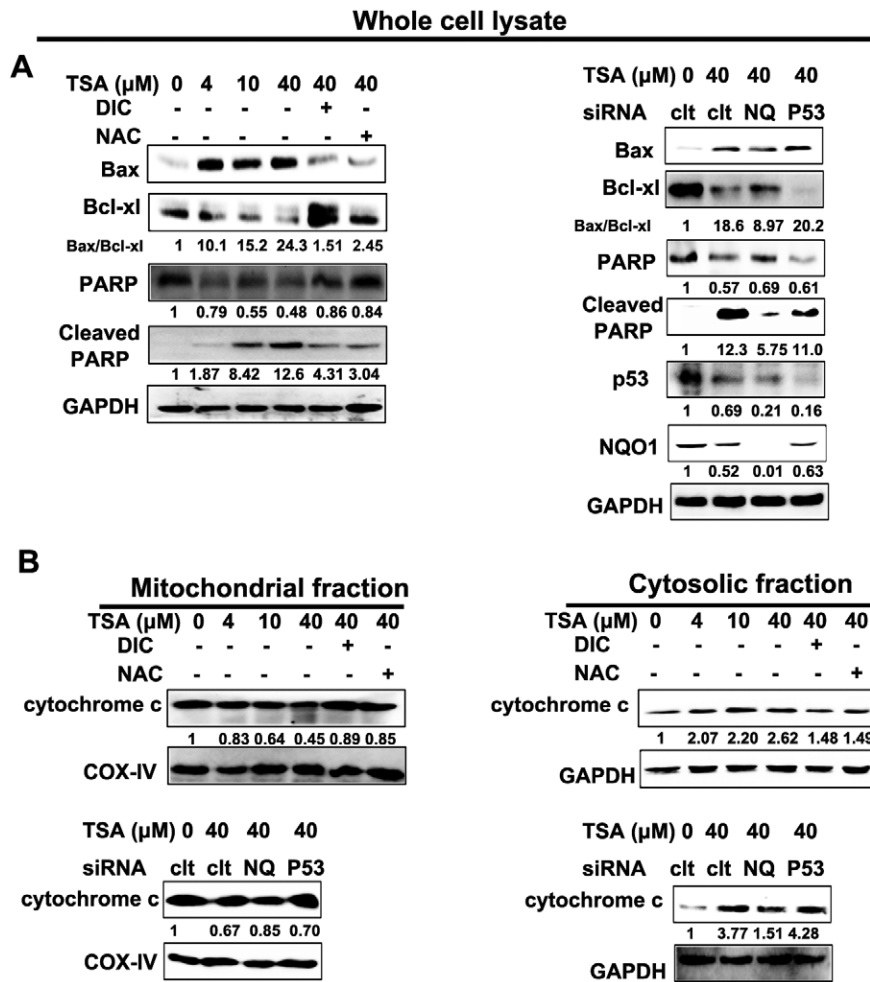 Whole cell lysate
A
TSA (μM) 0 4 10 40 40 40
DIC - - - - + -
NAC - - - - - +
Bax
Bcl-xl
Bax/Bcl-xl 1 10.1 15.2 24.3 1.51 2.45
PARP
1 0.79 0.55 0.48 0.86 0.84
Cleaved
PARP
1 1.87 8.42 12.6 4.31 3.04
GAPDH
TSA (μM) 0 40 40 40
siRNA clt clt NQ P53
Bax
Bcl-xl
Bax/Bcl-xl 1 18.6 8.97 20.2
PARP
1 0.57 0.69 0.61
Cleaved
PARP
1 12.3 5.75 11.0
p53
1 0.69 0.21 0.16
NQO1
1 0.52 0.01 0.63
GAPDH
B
Mitochondrial fraction
TSA (μM) 0 4 10 40 40 40
DIC - - - - + -
NAC - - - - - +
cytochrome c
1 0.83 0.64 0.45 0.89 0.85
COX-IV
TSA (μM) 0 40 40 40
siRNA clt clt NQ P53
cytochrome c
1 0.67 0.85 0.70
COX-IV
Cytosolic fraction
TSA (μM) 0 4 10 40 40 40
DIC - - - - + -
NAC - - - - - +
cytochrome c
1 2.07 2.20 2.62 1.48 1.49
GAPDH
TSA (μM) 0 40 40 40
siRNA clt clt NQ P53
cytochrome c
1 3.77 1.51 4.28
GAPDH